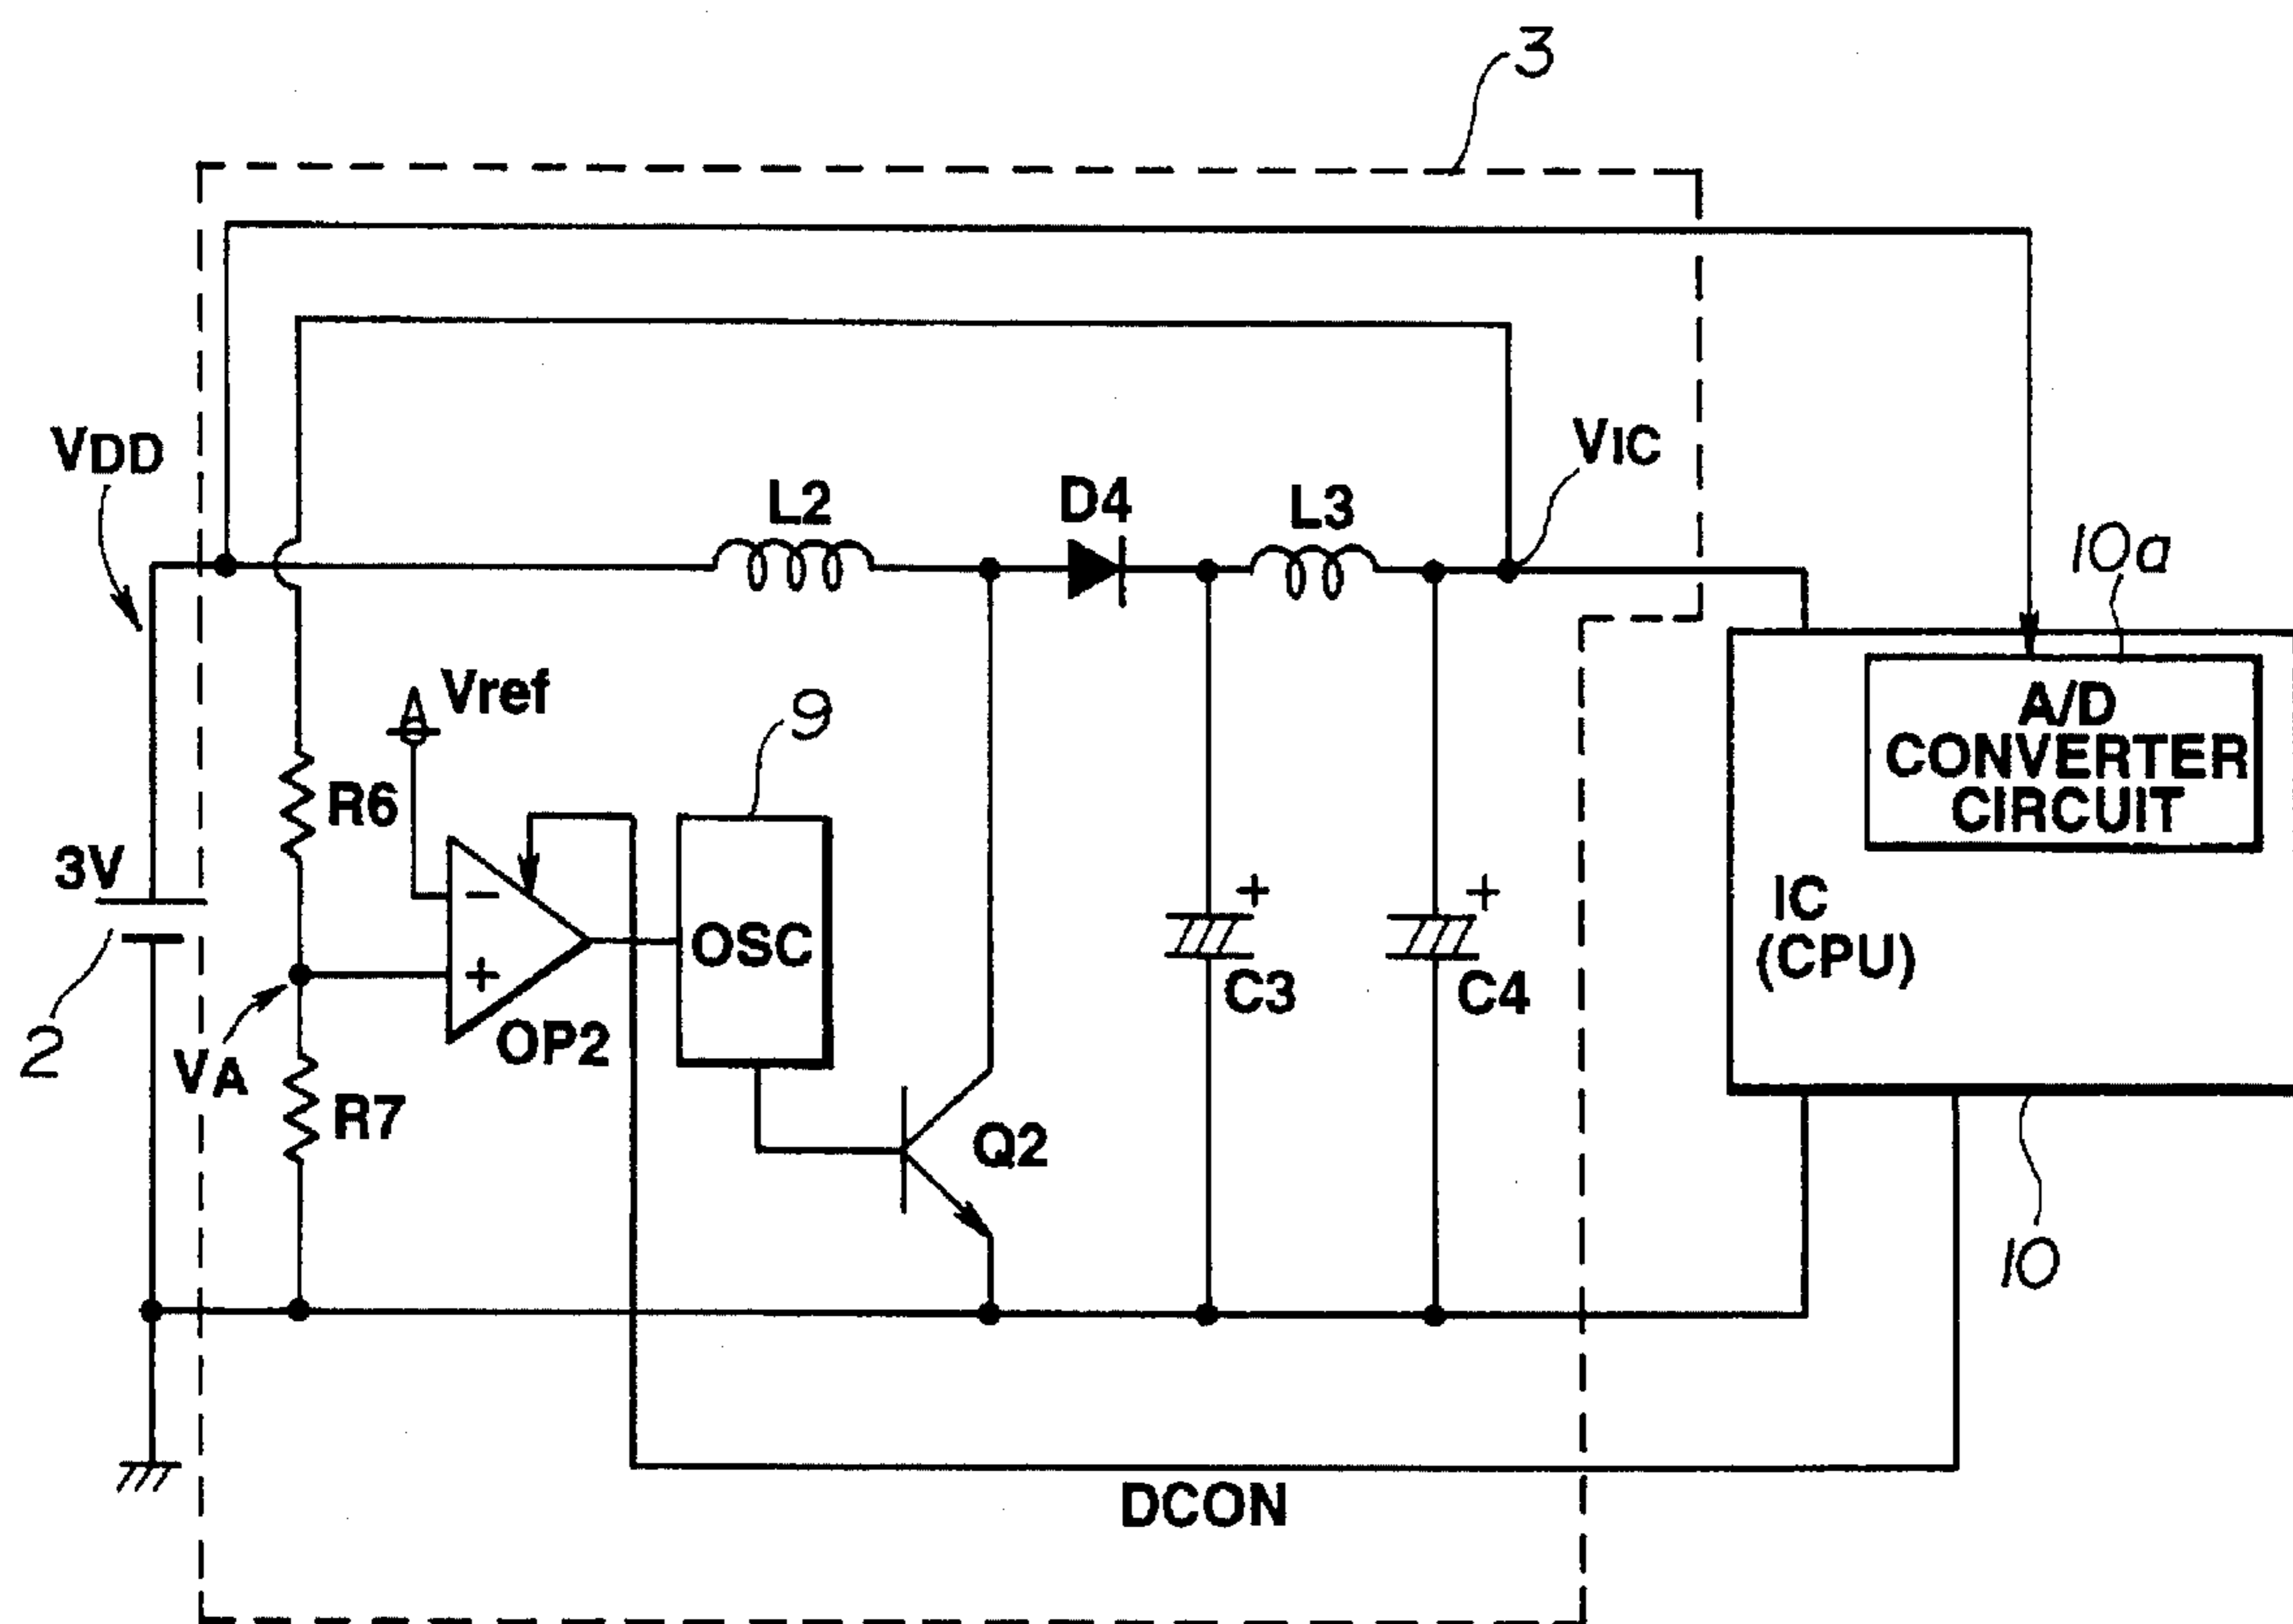 3
VDD
L2
D4
L3
VIC
10a
Vref
9
R6
A/D
CONVERTER
CIRCUIT
3V
−
+
+
IC
(CPU)
OSC
+
C3
C4
2
VA
OP2
R7
Q2
10
DCON